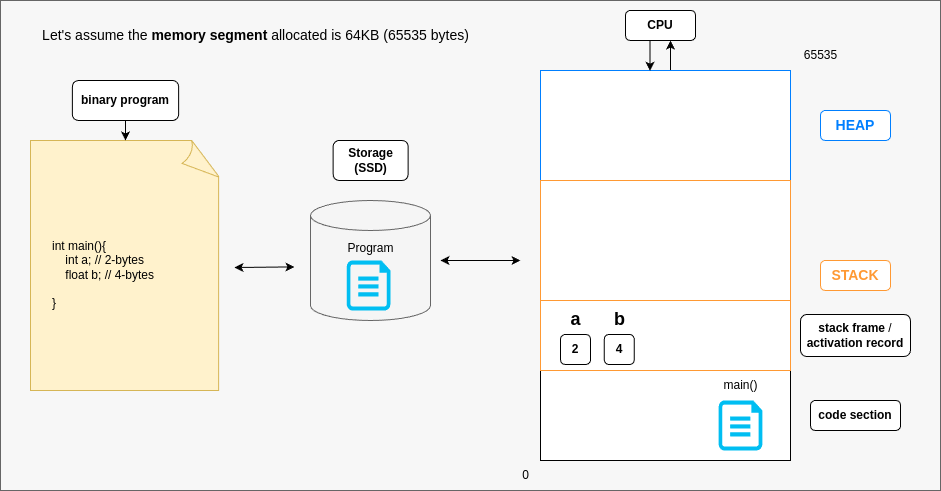 Let's assume the memory segment allocated is 64KB (65535 bytes)
CPU
65535
binary program
HEAP
Storage
(SSD)
int main(){
int a; // 2-bytes
float b; // 4-bytes
}
Program
STACK
a b
2 4
stack frame /
activation record
main()
code section
0